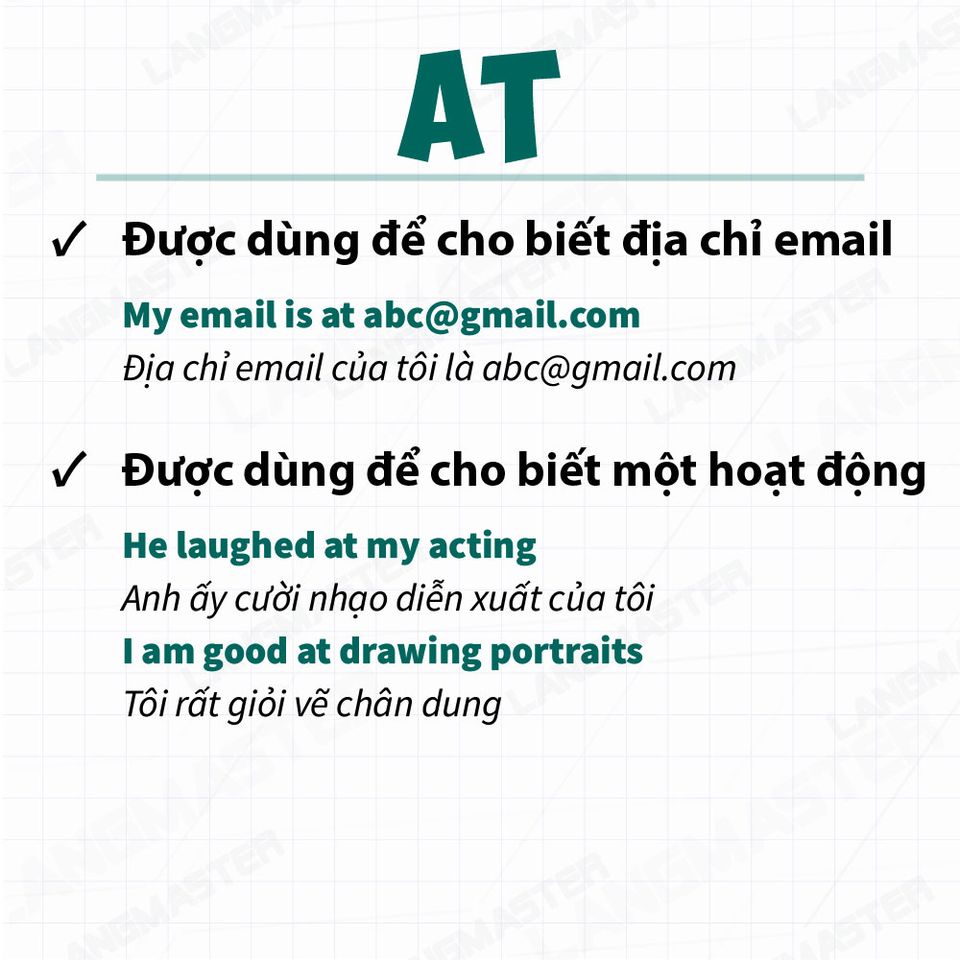 AT
✓ Được dùng để cho biết địa chỉ email
My email is at abc@gmail.com
Địa chỉ email của tôi là abc@gmail.com
✓ Được dùng để cho biết một hoạt động
He laughed at my acting
Anh ấy cười nhạo diễn xuất của tôi
I am good at drawing portraits
Tôi rất giỏi vẽ chân dung
LANGMASTER